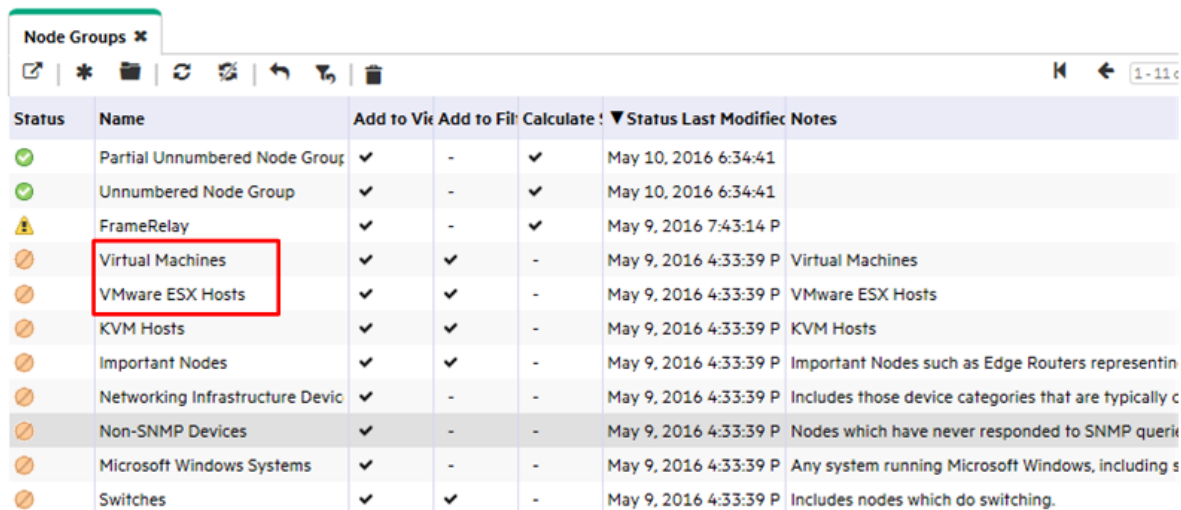 Node Groups ✖
1 - 11
Status Name Add to Vie Add to Filt Calculate S ▼ Status Last Modified Notes
Partial Unnumbered Node Group ✔ - ✔ May 10, 2016 6:34:41
Unnumbered Node Group ✔ - ✔ May 10, 2016 6:34:41
FrameRelay ✔ - ✔ May 9, 2016 7:43:14 P
Virtual Machines ✔ ✔ - May 9, 2016 4:33:39 P Virtual Machines
VMware ESX Hosts ✔ ✔ - May 9, 2016 4:33:39 P VMware ESX Hosts
KVM Hosts ✔ ✔ - May 9, 2016 4:33:39 P KVM Hosts
Important Nodes ✔ ✔ - May 9, 2016 4:33:39 P Important Nodes such as Edge Routers representin
Networking Infrastructure Devic ✔ - - May 9, 2016 4:33:39 P Includes those device categories that are typically c
Non-SNMP Devices ✔ - - May 9, 2016 4:33:39 P Nodes which have never responded to SNMP querie
Microsoft Windows Systems ✔ - - May 9, 2016 4:33:39 P Any system running Microsoft Windows, including s
Switches ✔ ✔ - May 9, 2016 4:33:39 P Includes nodes which do switching.